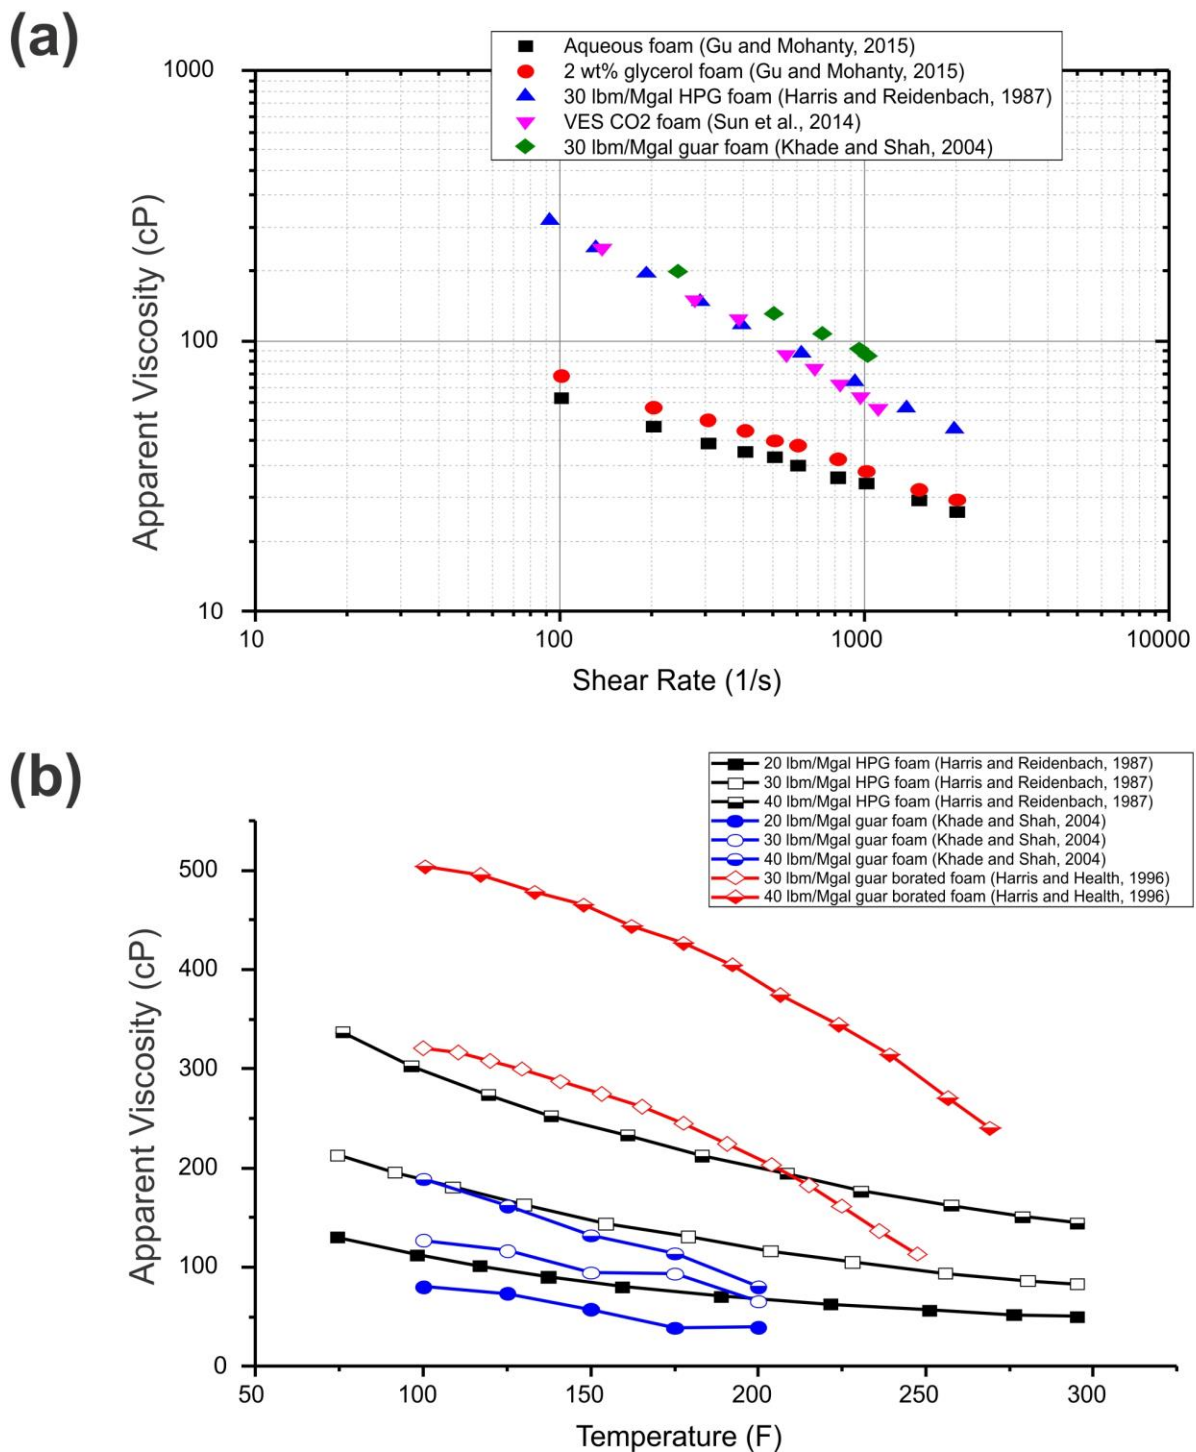 (a)
Aqueous foam (Gu and Mohanty, 2015)
2 wt% glycerol foam (Gu and Mohanty, 2015)
30 lbm/Mgal HPG foam (Harris and Reidenbach, 1987)
VES CO2 foam (Sun et al., 2014)
30 lbm/Mgal guar foam (Khade and Shah, 2004)
1000
100
10
Apparent Viscosity (cP)
10 100 1000 10000
Shear Rate (1/s)
(b)
20 lbm/Mgal HPG foam (Harris and Reidenbach, 1987)
30 lbm/Mgal HPG foam (Harris and Reidenbach, 1987)
40 lbm/Mgal HPG foam (Harris and Reidenbach, 1987)
20 lbm/Mgal guar foam (Khade and Shah, 2004)
30 lbm/Mgal guar foam (Khade and Shah, 2004)
40 lbm/Mgal guar foam (Khade and Shah, 2004)
30 lbm/Mgal guar borated foam (Harris and Health, 1996)
40 lbm/Mgal guar borated foam (Harris and Health, 1996)
500
400
300
200
100
0
Apparent Viscosity (cP)
50 100 150 200 250 300
Temperature (F)